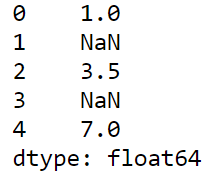 0    1.0
1    NaN
2    3.5
3    NaN
4    7.0
dtype: float64